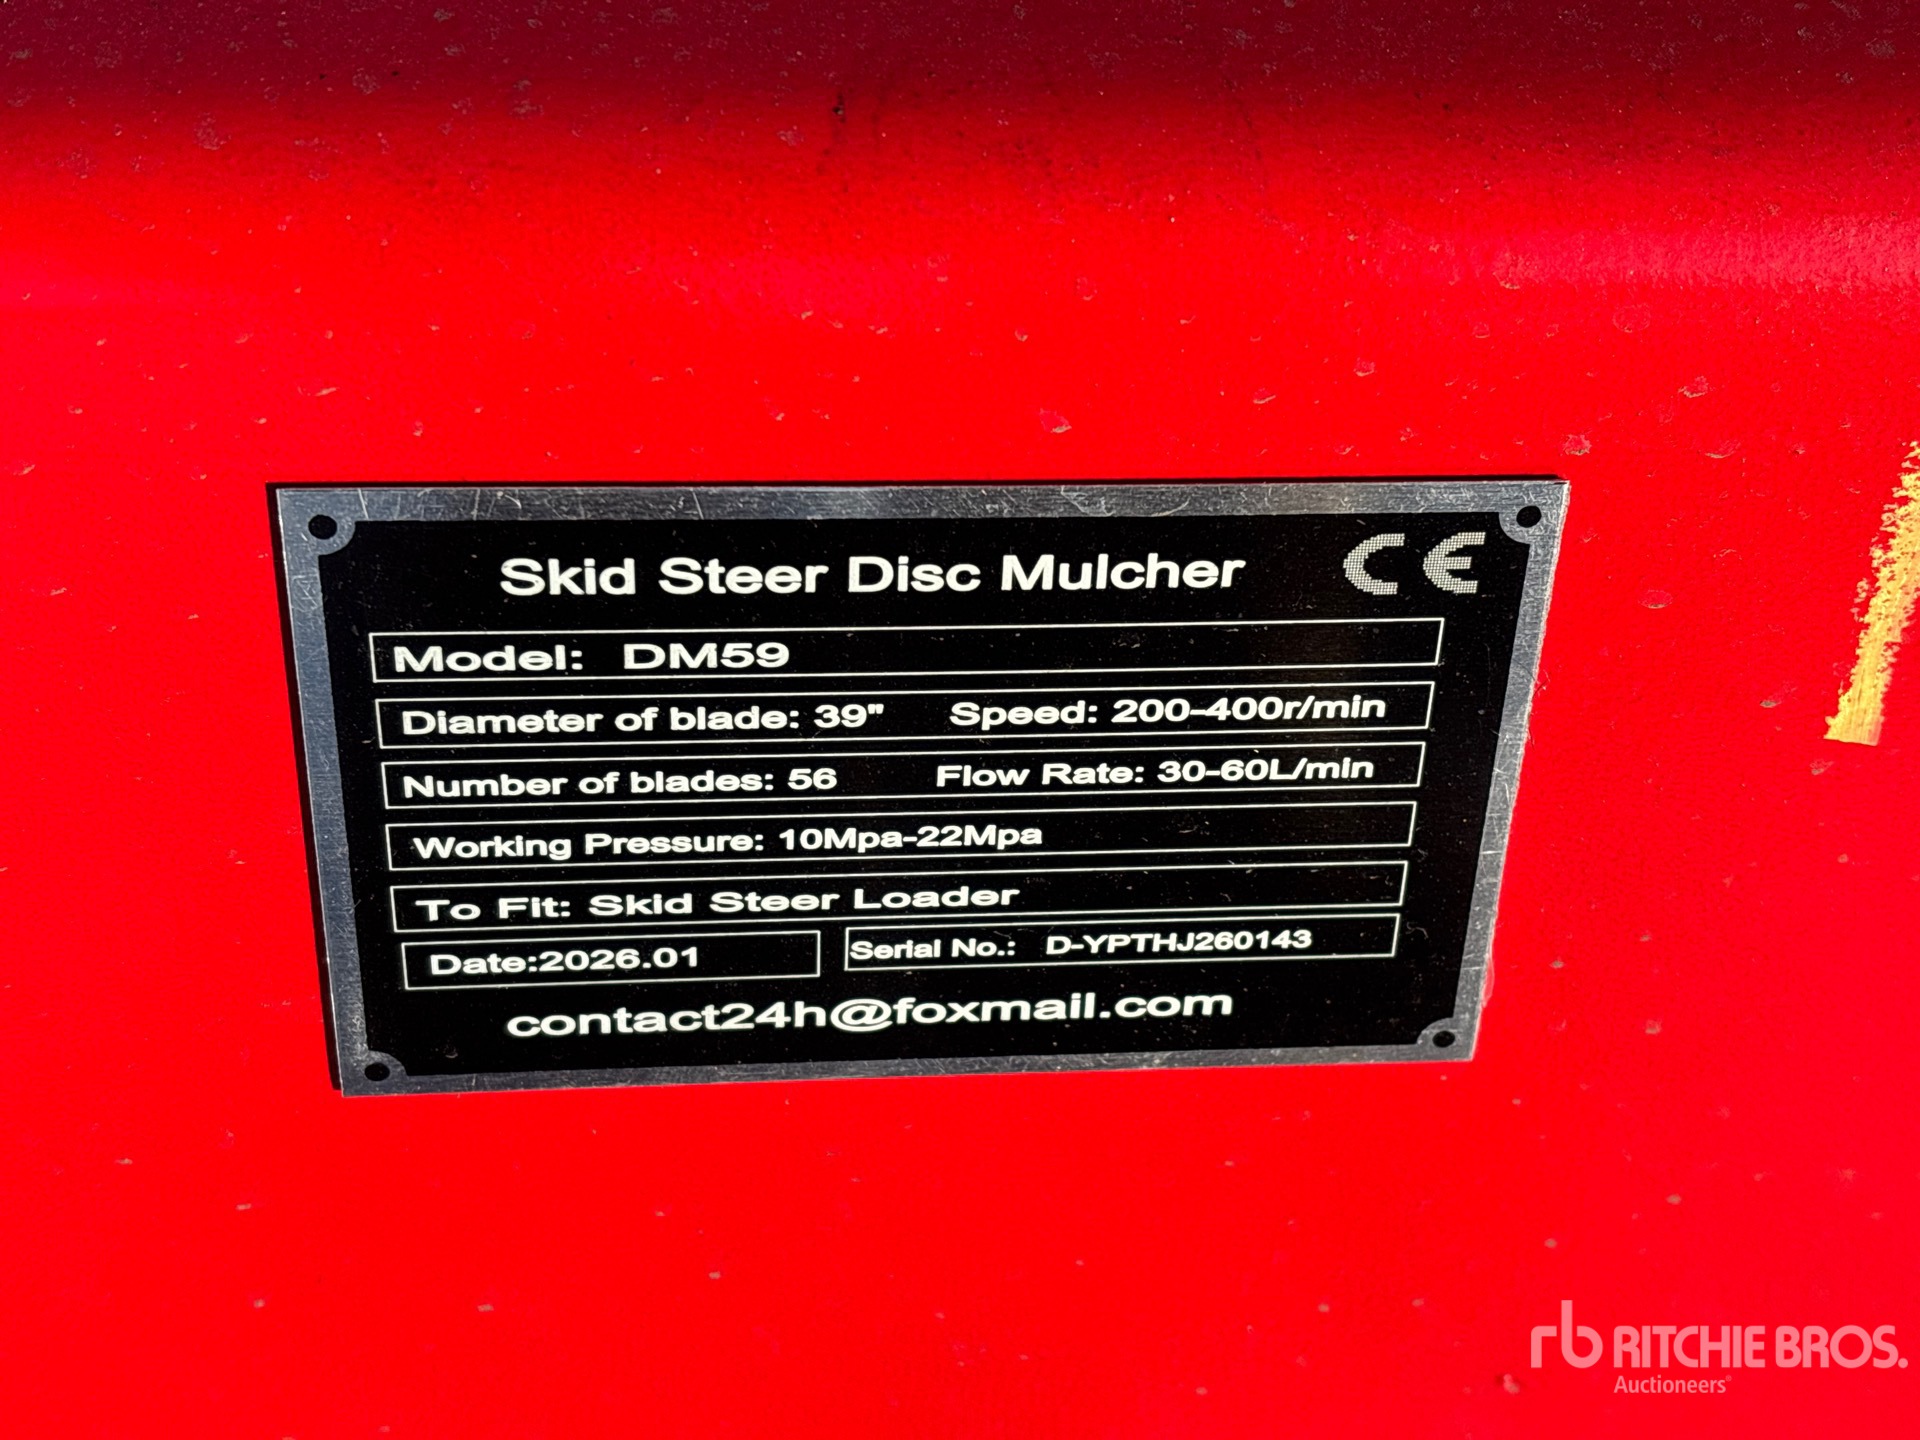 Skid Steer Disc Mulcher CE
Model: DM59
Diameter of blade: 39" Speed: 200-400r/min
Number of blades: 56 Flow Rate: 30-60L/min
Working Pressure: 10Mpa-22Mpa
To Fit: Skid Steer Loader
Date:2026.01 Serial No.: D-YPTHJ260143
contact24h@foxmail.com
rb RITCHIE BROS.
Auctioneers